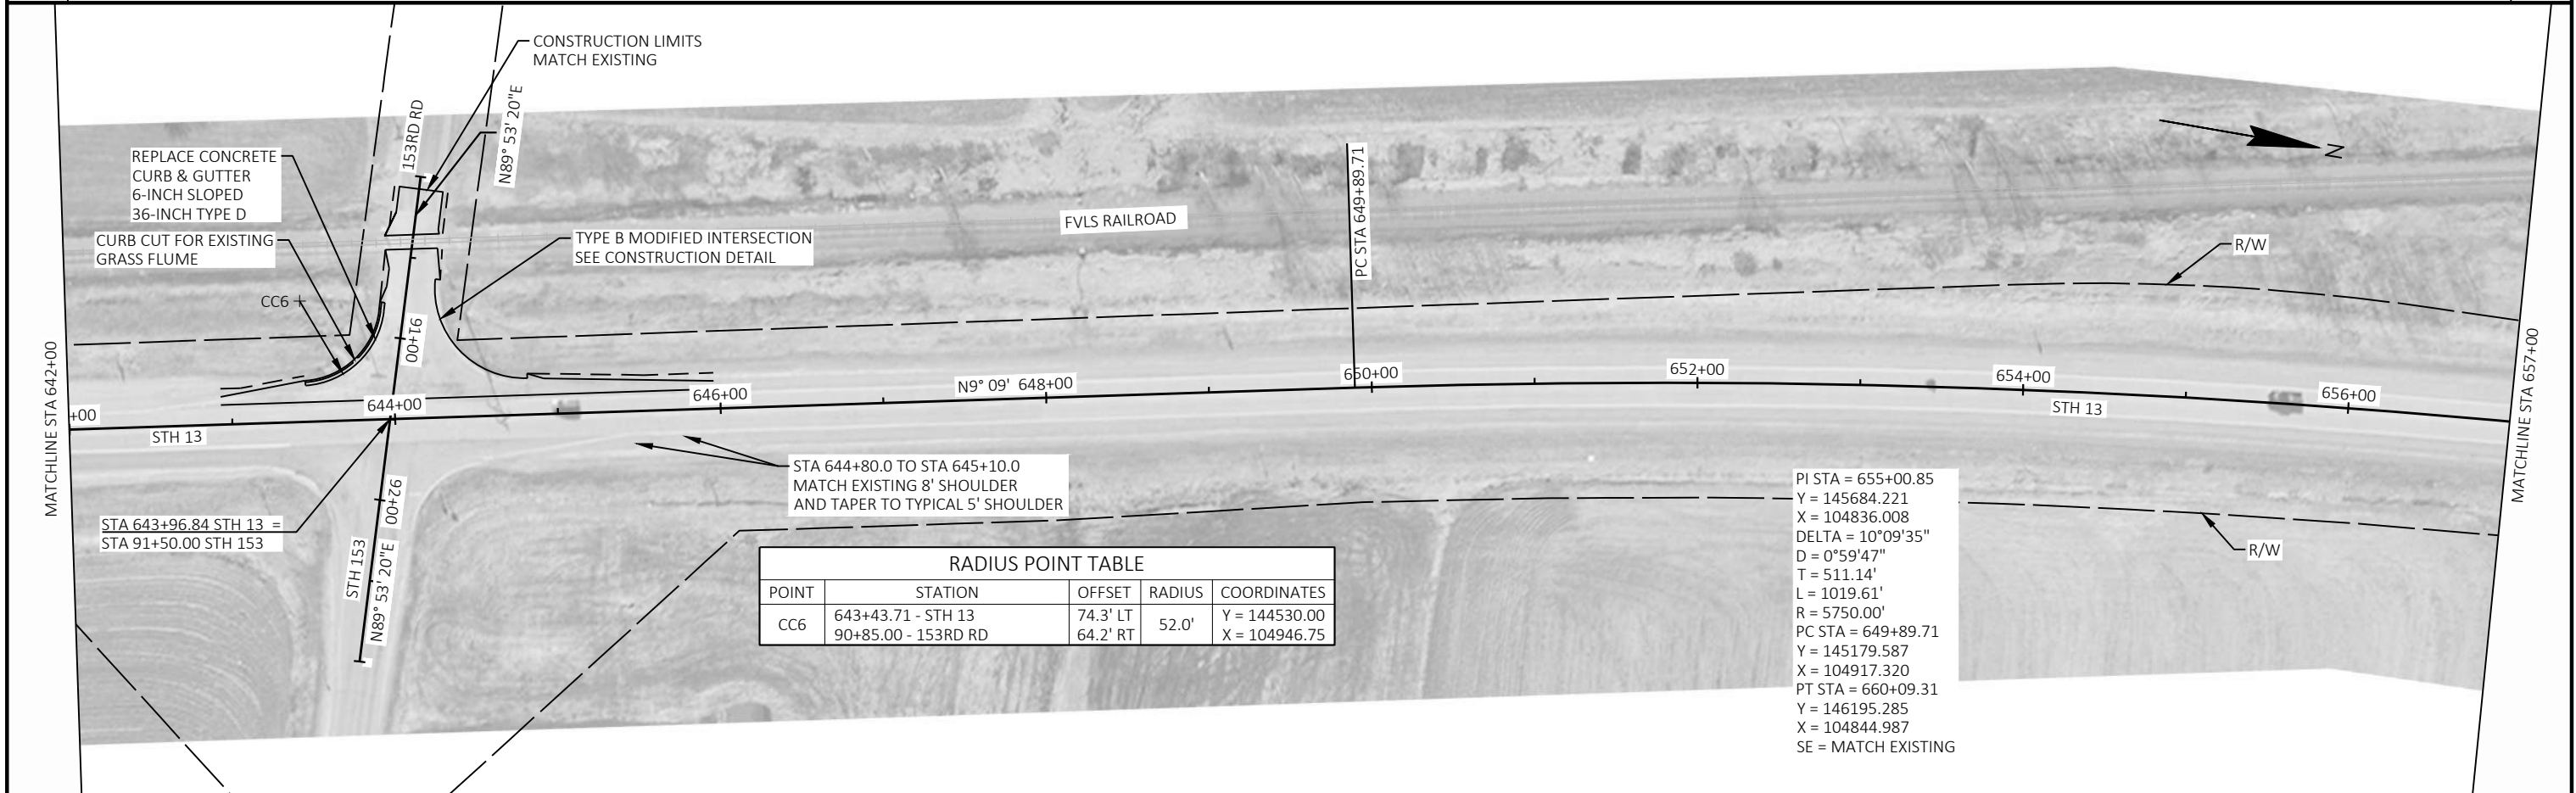 CONSTRUCTION LIMITS
MATCH EXISTING
153RD RD
N89° 53' 20"E
REPLACE CONCRETE
CURB & GUTTER
6-INCH SLOPED
36-INCH TYPE D
CURB CUT FOR EXISTING
GRASS FLUME
CC6
TYPE B MODIFIED INTERSECTION
SEE CONSTRUCTION DETAIL
FVLS RAILROAD
PC STA 649+89.71
N
R/W
91+00
MATCHLINE STA 642+00
+00
STH 13
644+00
646+00
N9° 09' 648+00
650+00
652+00
654+00
STH 13
656+00
MATCHLINE STA 657+00
92+00
STA 643+96.84 STH 13 =
STA 91+50.00 STH 153
STH 153
N89° 53' 20"E
STA 644+80.0 TO STA 645+10.0
MATCH EXISTING 8' SHOULDER
AND TAPER TO TYPICAL 5' SHOULDER
RADIUS POINT TABLE
POINT STATION OFFSET RADIUS COORDINATES
CC6 643+43.71 - STH 13 74.3' LT 52.0' Y = 144530.00
90+85.00 - 153RD RD 64.2' RT X = 104946.75
PI STA = 655+00.85
Y = 145684.221
X = 104836.008
DELTA = 10°09'35"
D = 0°59'47"
T = 511.14'
L = 1019.61'
R = 5750.00'
PC STA = 649+89.71
Y = 145179.587
X = 104917.320
PT STA = 660+09.31
Y = 146195.285
X = 104844.987
SE = MATCH EXISTING
R/W